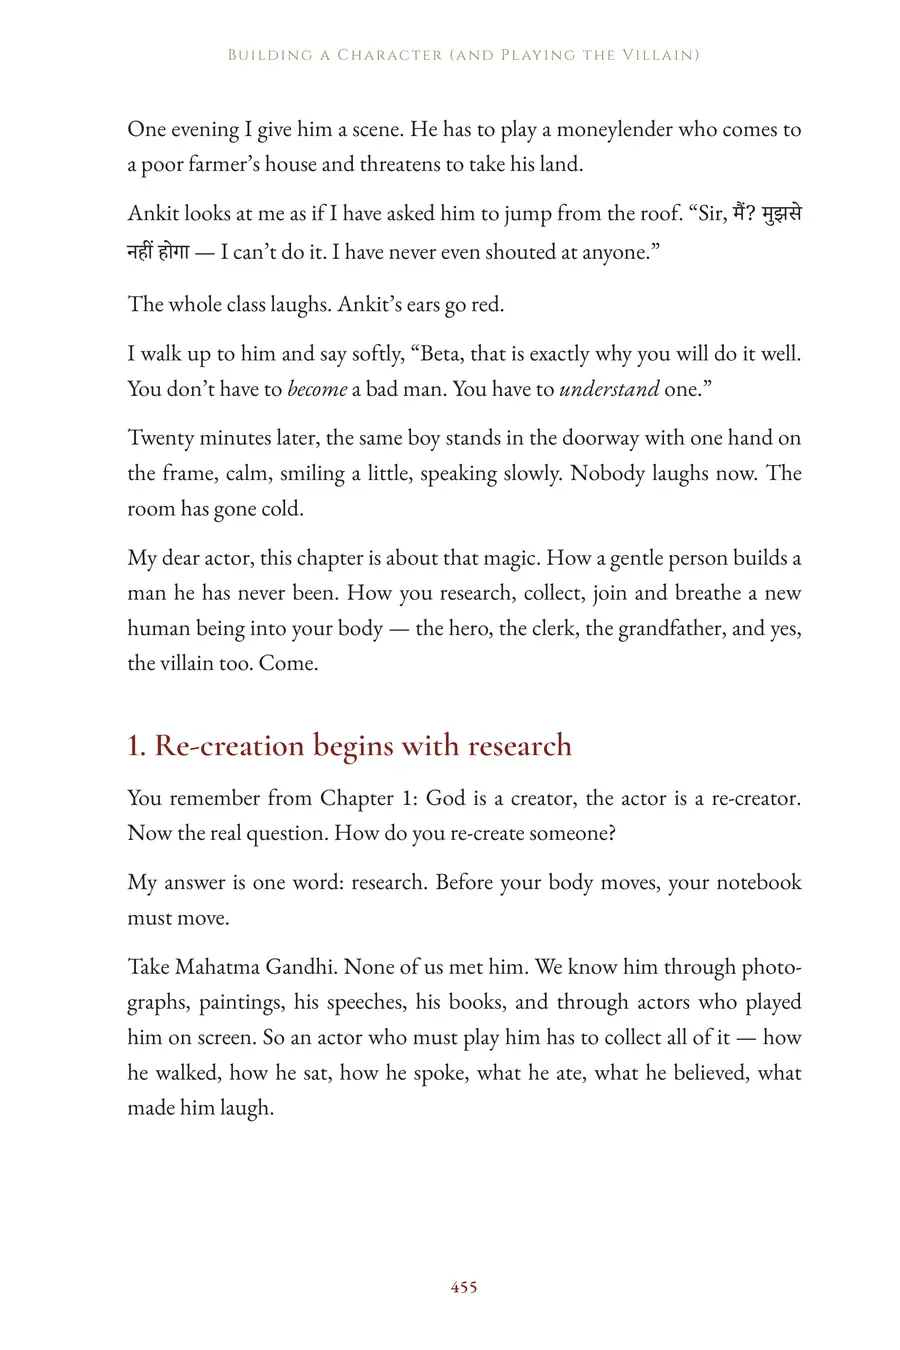 Building a Character (and Playing the Villain)
One evening I give him a scene. He has to play a moneylender who comes to
a poor farmer’s house and threatens to take his land.
Ankit looks at me as if I have asked him to jump from the roof. “Sir, मैं? मुझसे
नहीं होगा — I can’t do it. I have never even shouted at anyone.”
The whole class laughs. Ankit’s ears go red.
I walk up to him and say softly, “Beta, that is exactly why you will do it well.
You don’t have to become a bad man. You have to understand one.”
Twenty minutes later, the same boy stands in the doorway with one hand on
the frame, calm, smiling a little, speaking slowly. Nobody laughs now. The
room has gone cold.
My dear actor, this chapter is about that magic. How a gentle person builds a
man he has never been. How you research, collect, join and breathe a new
human being into your body — the hero, the clerk, the grandfather, and yes,
the villain too. Come.
1. Re-creation begins with research
You remember from Chapter 1: God is a creator, the actor is a re-creator.
Now the real question. How do you re-create someone?
My answer is one word: research. Before your body moves, your notebook
must move.
Take Mahatma Gandhi. None of us met him. We know him through photo-
graphs, paintings, his speeches, his books, and through actors who played
him on screen. So an actor who must play him has to collect all of it — how
he walked, how he sat, how he spoke, what he ate, what he believed, what
made him laugh.
455